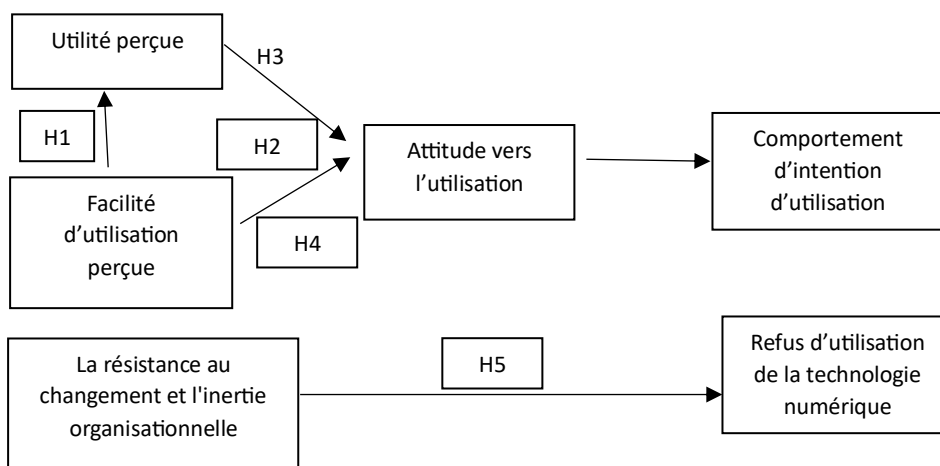 Utilité perçue
H3
H1
H2
Attitude vers
l’utilisation
Comportement
d’intention
d’utilisation
Facilité
d’utilisation
perçue
H4
La résistance au
changement et l'inertie
organisationnelle
H5
Refus d’utilisation
de la technologie
numérique